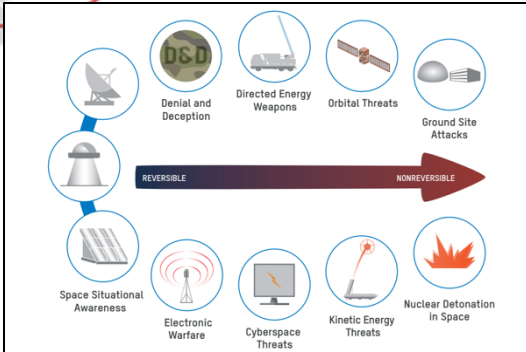 D&D
Denial and
Deception
Directed Energy
Weapons
Orbital Threats
Ground Site
Attacks
REVERSIBLE
NONREVERSIBLE
Space Situational
Awareness
Electronic
Warfare
Cyberspace
Threats
Kinetic Energy
Threats
Nuclear Detonation
in Space